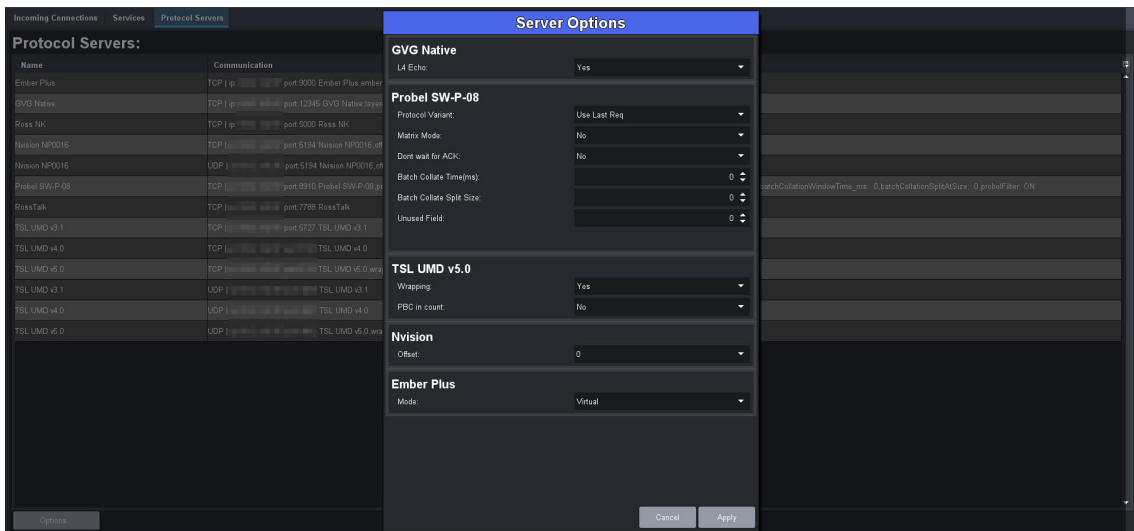 Incoming Connections Services Protocol Servers
Protocol Servers:
Name Communication
Ember Plus TCP | ip: port:9000 Ember Plus,ember
GVG Native TCP | ip: port:12345 GVG Native,layer
Ross NK TCP | ip: port:5000 Ross NK
Nvision NP0016 TCP | port:5194 Nvision NP0016,off
Nvision NP0016 UDP | port:5194 Nvision NP0016,off
Probel SW-P-08 TCP | port:8910 Probel SW-P-08,pr batchCollationWindowTime_ms: 0,batchCollationSplitAtSize: 0,probelFilter: ON
RossTalk TCP | port:7788 RossTalk
TSL UMD v3.1 TCP | port:5727 TSL UMD v3.1
TSL UMD v4.0 TCP | TSL UMD v4.0
TSL UMD v5.0 TCP | TSL UMD v5.0,wra
TSL UMD v3.1 UDP | TSL UMD v3.1
TSL UMD v4.0 UDP | TSL UMD v4.0
TSL UMD v5.0 UDP | TSL UMD v5.0,wra
Options...
Server Options
GVG Native
L4 Echo: Yes
Probel SW-P-08
Protocol Variant: Use Last Req
Matrix Mode: No
Dont wait for ACK: No
Batch Collate Time(ms): 0
Batch Collate Split Size: 0
Unused Field: 0
TSL UMD v5.0
Wrapping: Yes
PBC in count: No
Nvision
Offset: 0
Ember Plus
Mode: Virtual
Cancel Apply